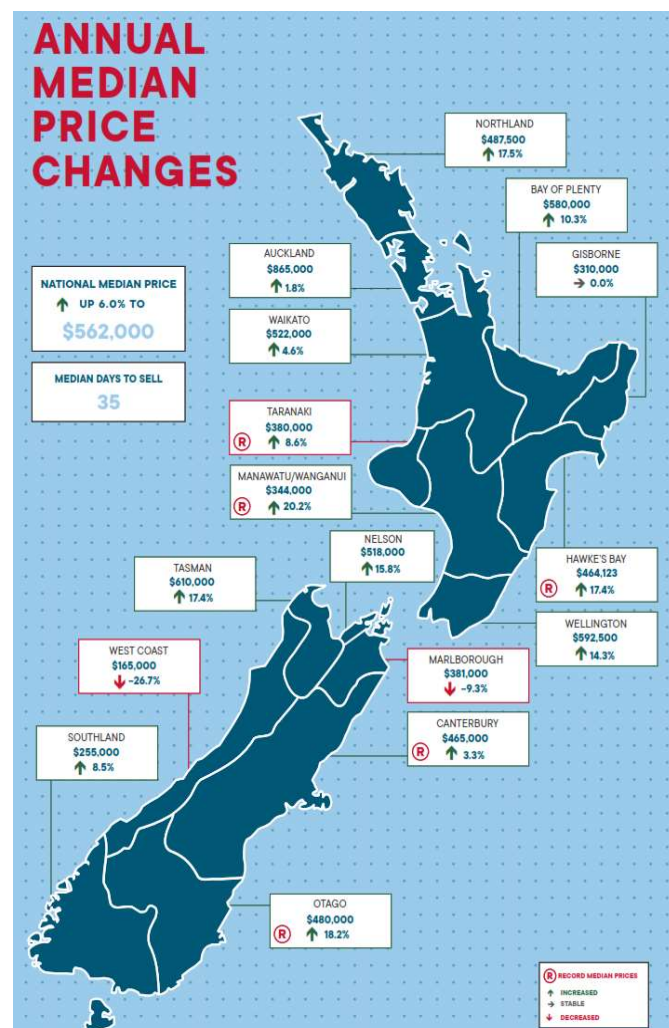 ANNUAL
MEDIAN
PRICE
CHANGES
NORTHLAND
$487,500
↑ 17.5%
BAY OF PLENTY
$580,000
↑ 10.3%
AUCKLAND
$865,000
↑ 1.8%
GISBORNE
$310,000
→ 0.0%
NATIONAL MEDIAN PRICE
↑ UP 6.0% TO
$562,000
WAIKATO
$522,000
↑ 4.6%
MEDIAN DAYS TO SELL
35
TARANAKI
$380,000
R ↑ 8.6%
MANAWATU/WANGANUI
$344,000
R ↑ 20.2%
NELSON
$518,000
↑ 15.8%
TASMAN
$610,000
↑ 17.4%
HAWKE'S BAY
$464,123
R ↑ 17.4%
WELLINGTON
$592,500
↑ 14.3%
WEST COAST
$165,000
↓ -26.7%
MARLBOROUGH
$381,000
↓ -9.3%
CANTERBURY
$465,000
R ↑ 3.3%
SOUTHLAND
$255,000
↑ 8.5%
OTAGO
$480,000
R ↑ 18.2%
R RECORD MEDIAN PRICES
↑ INCREASED
→ STABLE
↓ DECREASED